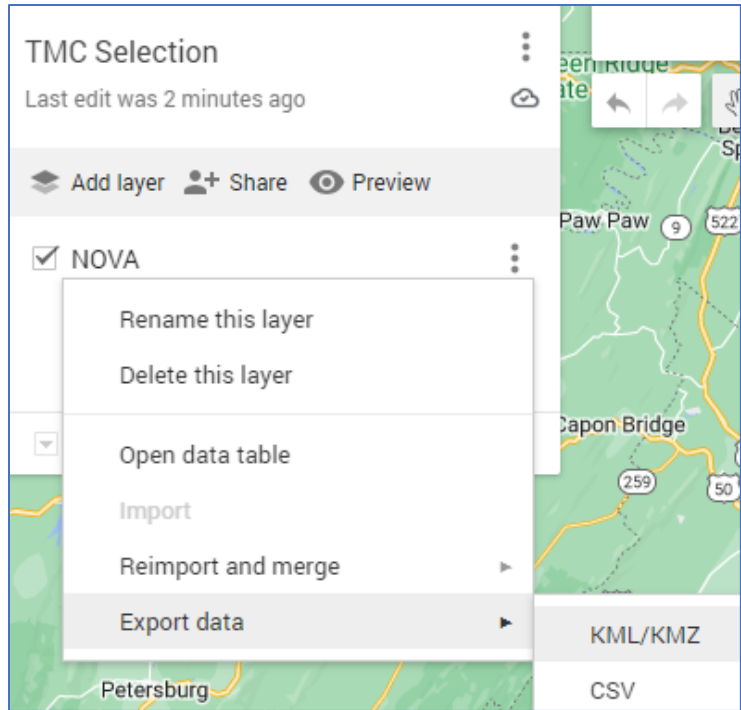 TMC Selection
Last edit was 2 minutes ago
Add layer Share Preview
NOVA
Rename this layer
Delete this layer
Open data table
Import
Reimport and merge
Export data
KML/KMZ
CSV
Paw Paw
9
522
Capon Bridge
259
50
Petersburg